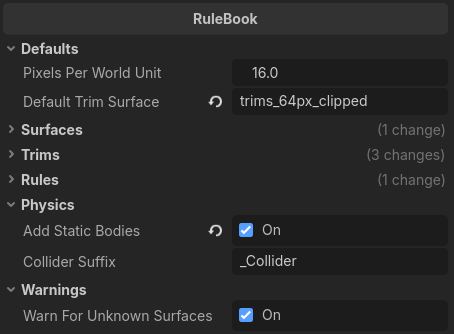 RuleBook
Defaults
Pixels Per World Unit 16.0
Default Trim Surface trims_64px_clipped
Surfaces (1 change)
Trims (3 changes)
Rules (1 change)
Physics
Add Static Bodies On
Collider Suffix _Collider
Warnings
Warn For Unknown Surfaces On